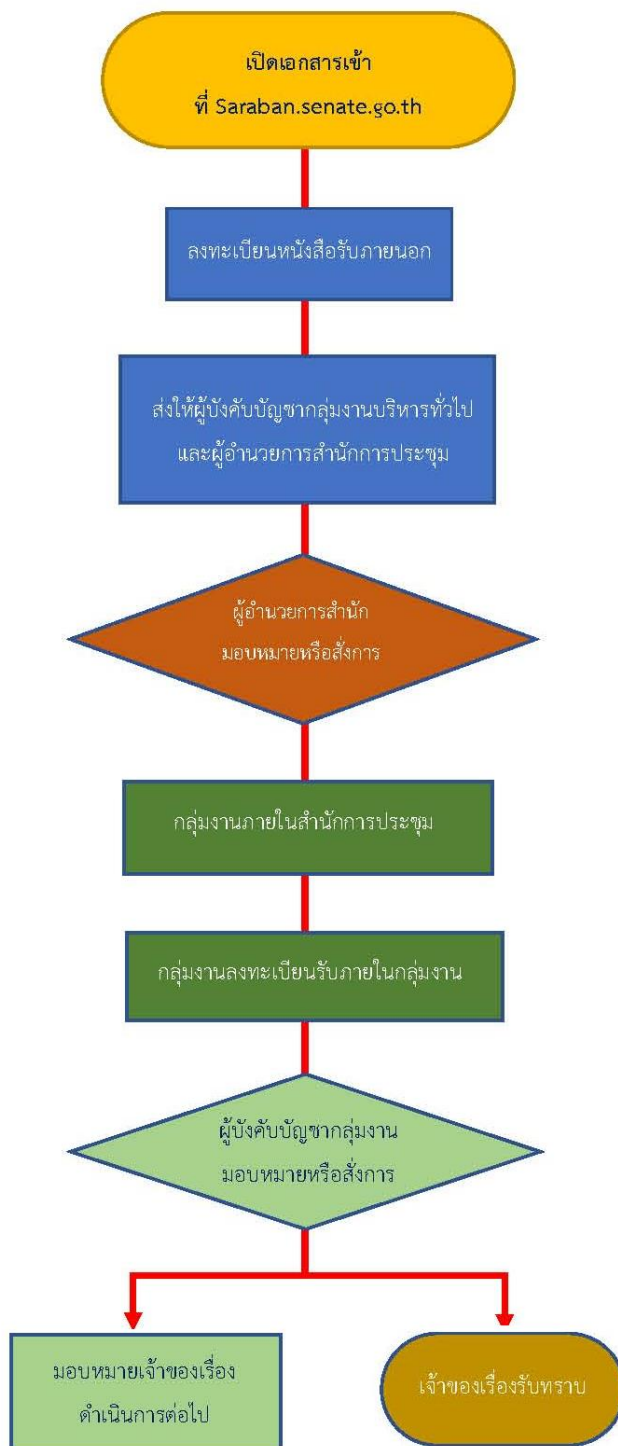 เปิดเอกสารเข้า
ที่ Saraban.senate.go.th
ลงทะเบียนหนังสือรับภายนอก
ส่งให้ผู้บังคับบัญชากลุ่มงานบริหารทั่วไป
และผู้อำนวยการสำนักการประชุม
ผู้อำนวยการสำนัก
มอบหมายหรือสั่งการ
กลุ่มงานภายในสำนักการประชุม
กลุ่มงานลงทะเบียนรับภายในกลุ่มงาน
ผู้บังคับบัญชากลุ่มงาน
มอบหมายหรือสั่งการ
มอบหมายเจ้าของเรื่อง
ดำเนินการต่อไป
เจ้าของเรื่องรับทราบ